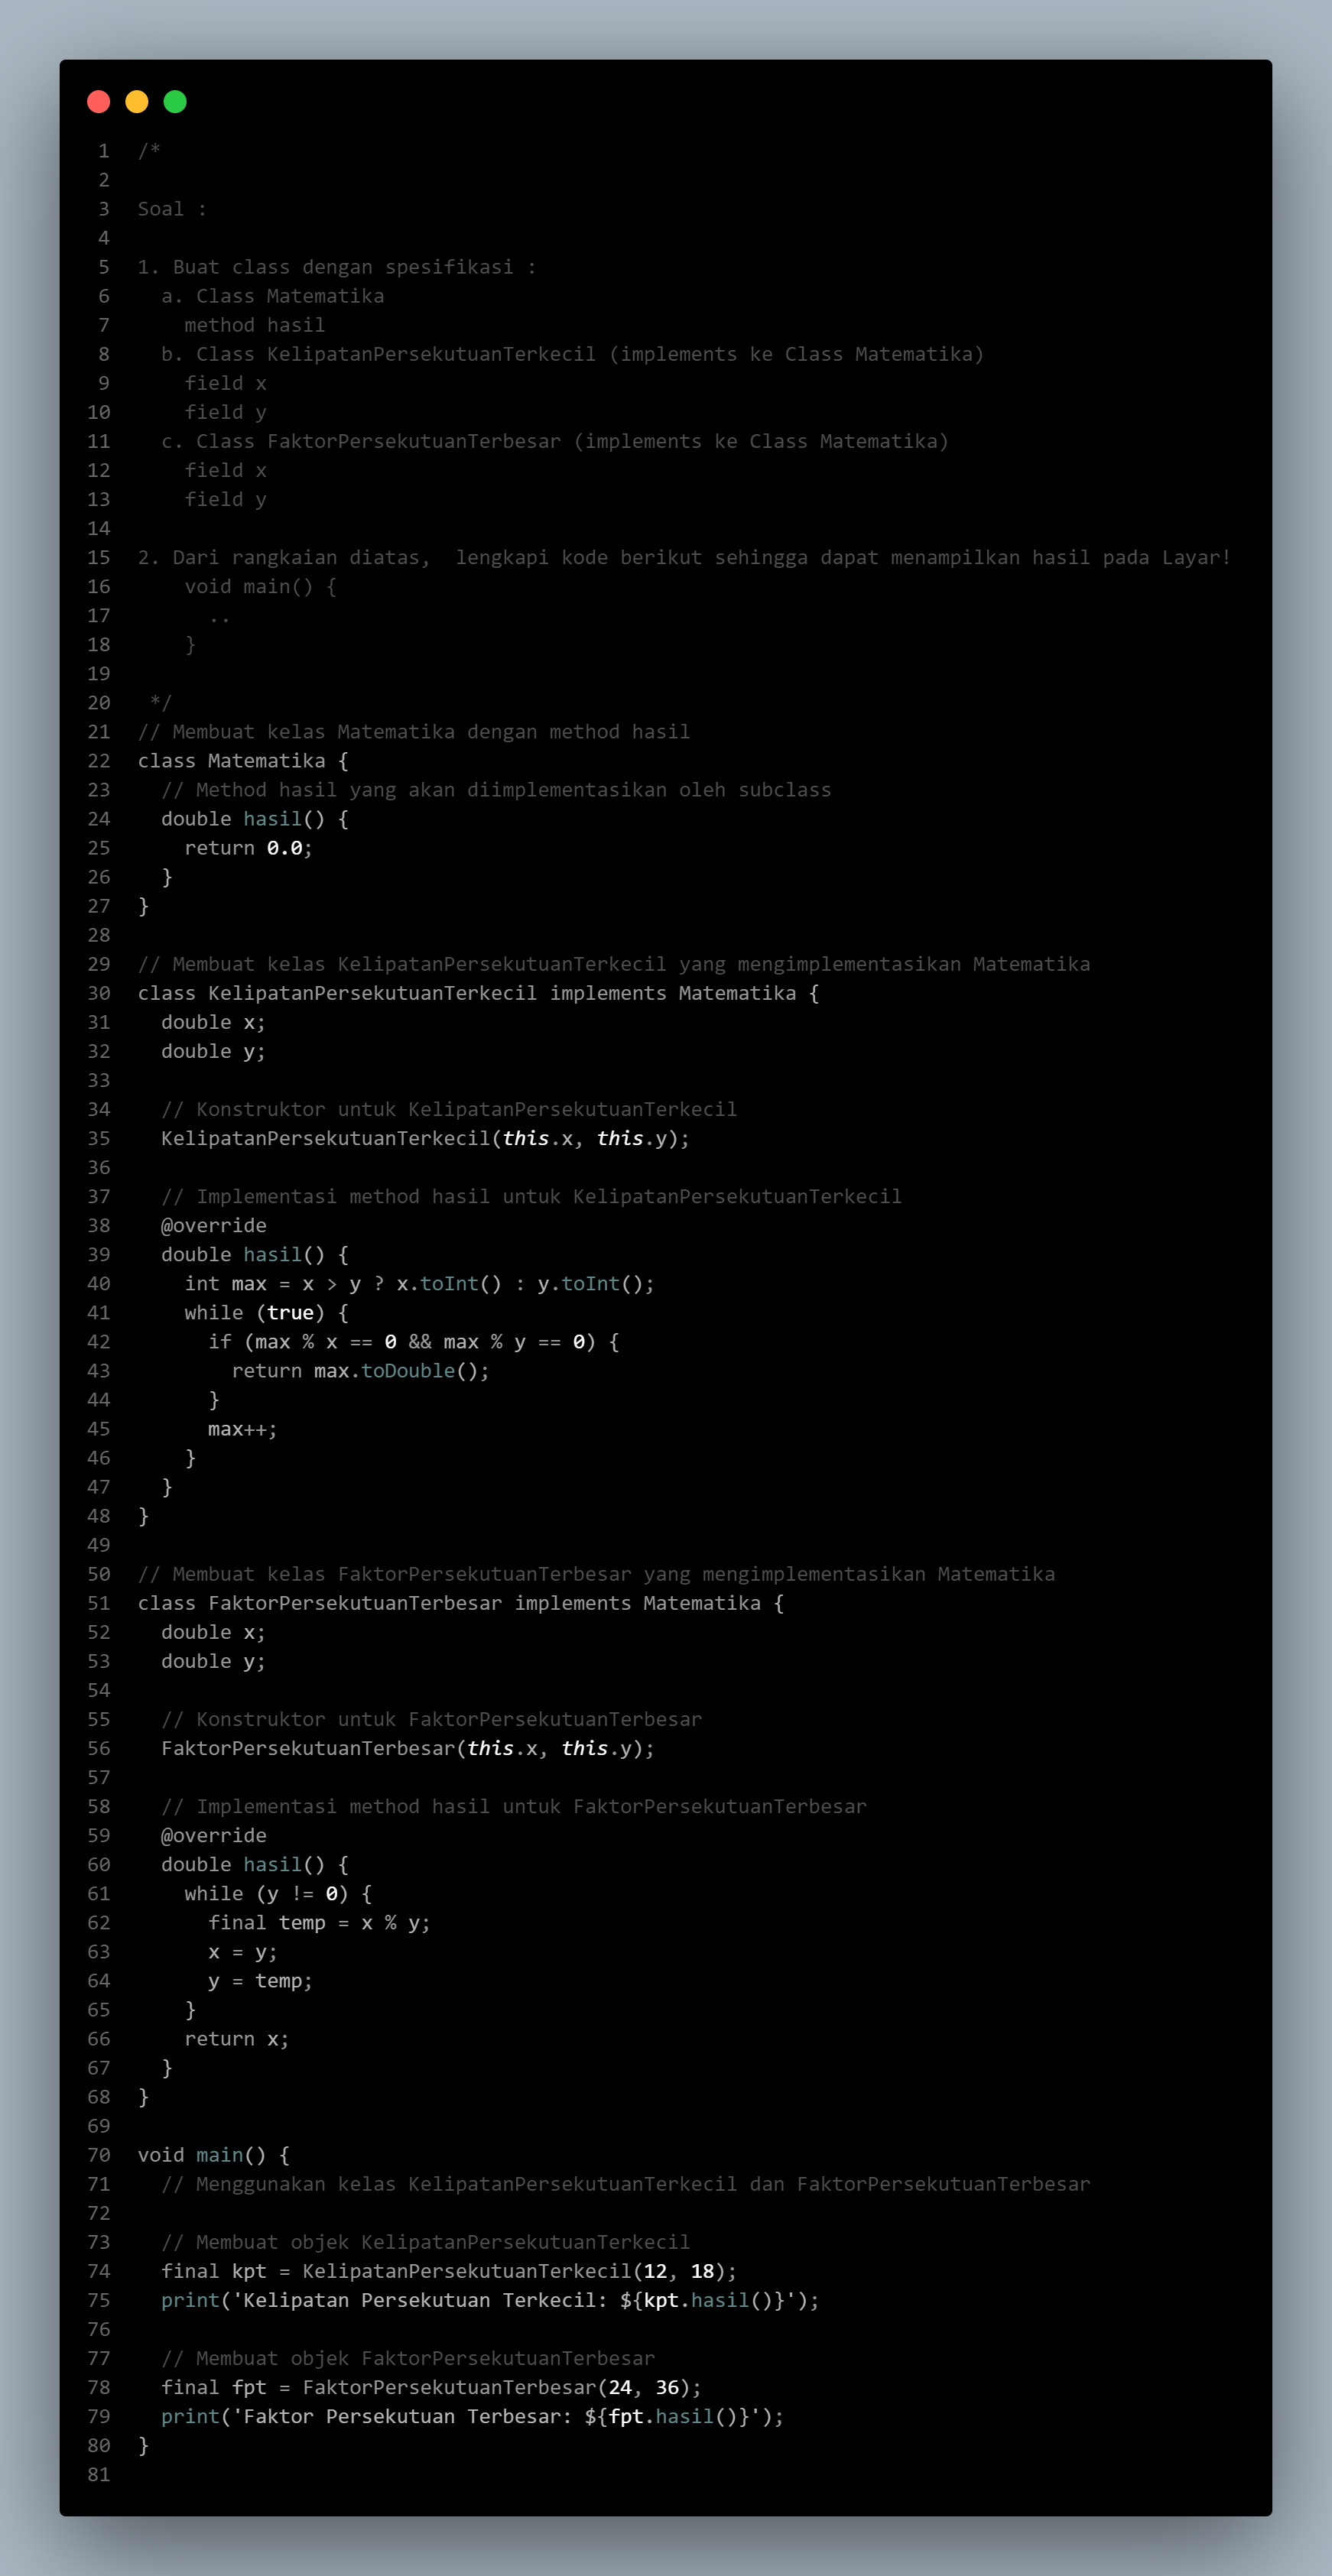 1 /*
2
3 Soal :
4
5 1. Buat class dengan spesifikasi :
6   a. Class Matematika
7     method hasil
8   b. Class KelipatanPersekutuanTerkecil (implements ke Class Matematika)
9     field x
10     field y
11   c. Class FaktorPersekutuanTerbesar (implements ke Class Matematika)
12     field x
13     field y
14
15 2. Dari rangkaian diatas,  lengkapi kode berikut sehingga dapat menampilkan hasil pada Layar!
16     void main() {
17       ..
18     }
19
20  */
21 // Membuat kelas Matematika dengan method hasil
22 class Matematika {
23   // Method hasil yang akan diimplementasikan oleh subclass
24   double hasil() {
25     return 0.0;
26   }
27 }
28
29 // Membuat kelas KelipatanPersekutuanTerkecil yang mengimplementasikan Matematika
30 class KelipatanPersekutuanTerkecil implements Matematika {
31   double x;
32   double y;
33
34   // Konstruktor untuk KelipatanPersekutuanTerkecil
35   KelipatanPersekutuanTerkecil(this.x, this.y);
36
37   // Implementasi method hasil untuk KelipatanPersekutuanTerkecil
38   @override
39   double hasil() {
40     int max = x > y ? x.toInt() : y.toInt();
41     while (true) {
42       if (max % x == 0 && max % y == 0) {
43         return max.toDouble();
44       }
45       max++;
46     }
47   }
48 }
49
50 // Membuat kelas FaktorPersekutuanTerbesar yang mengimplementasikan Matematika
51 class FaktorPersekutuanTerbesar implements Matematika {
52   double x;
53   double y;
54
55   // Konstruktor untuk FaktorPersekutuanTerbesar
56   FaktorPersekutuanTerbesar(this.x, this.y);
57
58   // Implementasi method hasil untuk FaktorPersekutuanTerbesar
59   @override
60   double hasil() {
61     while (y != 0) {
62       final temp = x % y;
63       x = y;
64       y = temp;
65     }
66     return x;
67   }
68 }
69
70 void main() {
71   // Menggunakan kelas KelipatanPersekutuanTerkecil dan FaktorPersekutuanTerbesar
72
73   // Membuat objek KelipatanPersekutuanTerkecil
74   final kpt = KelipatanPersekutuanTerkecil(12, 18);
75   print('Kelipatan Persekutuan Terkecil: ${kpt.hasil()}');
76
77   // Membuat objek FaktorPersekutuanTerbesar
78   final fpt = FaktorPersekutuanTerbesar(24, 36);
79   print('Faktor Persekutuan Terbesar: ${fpt.hasil()}');
80 }
81